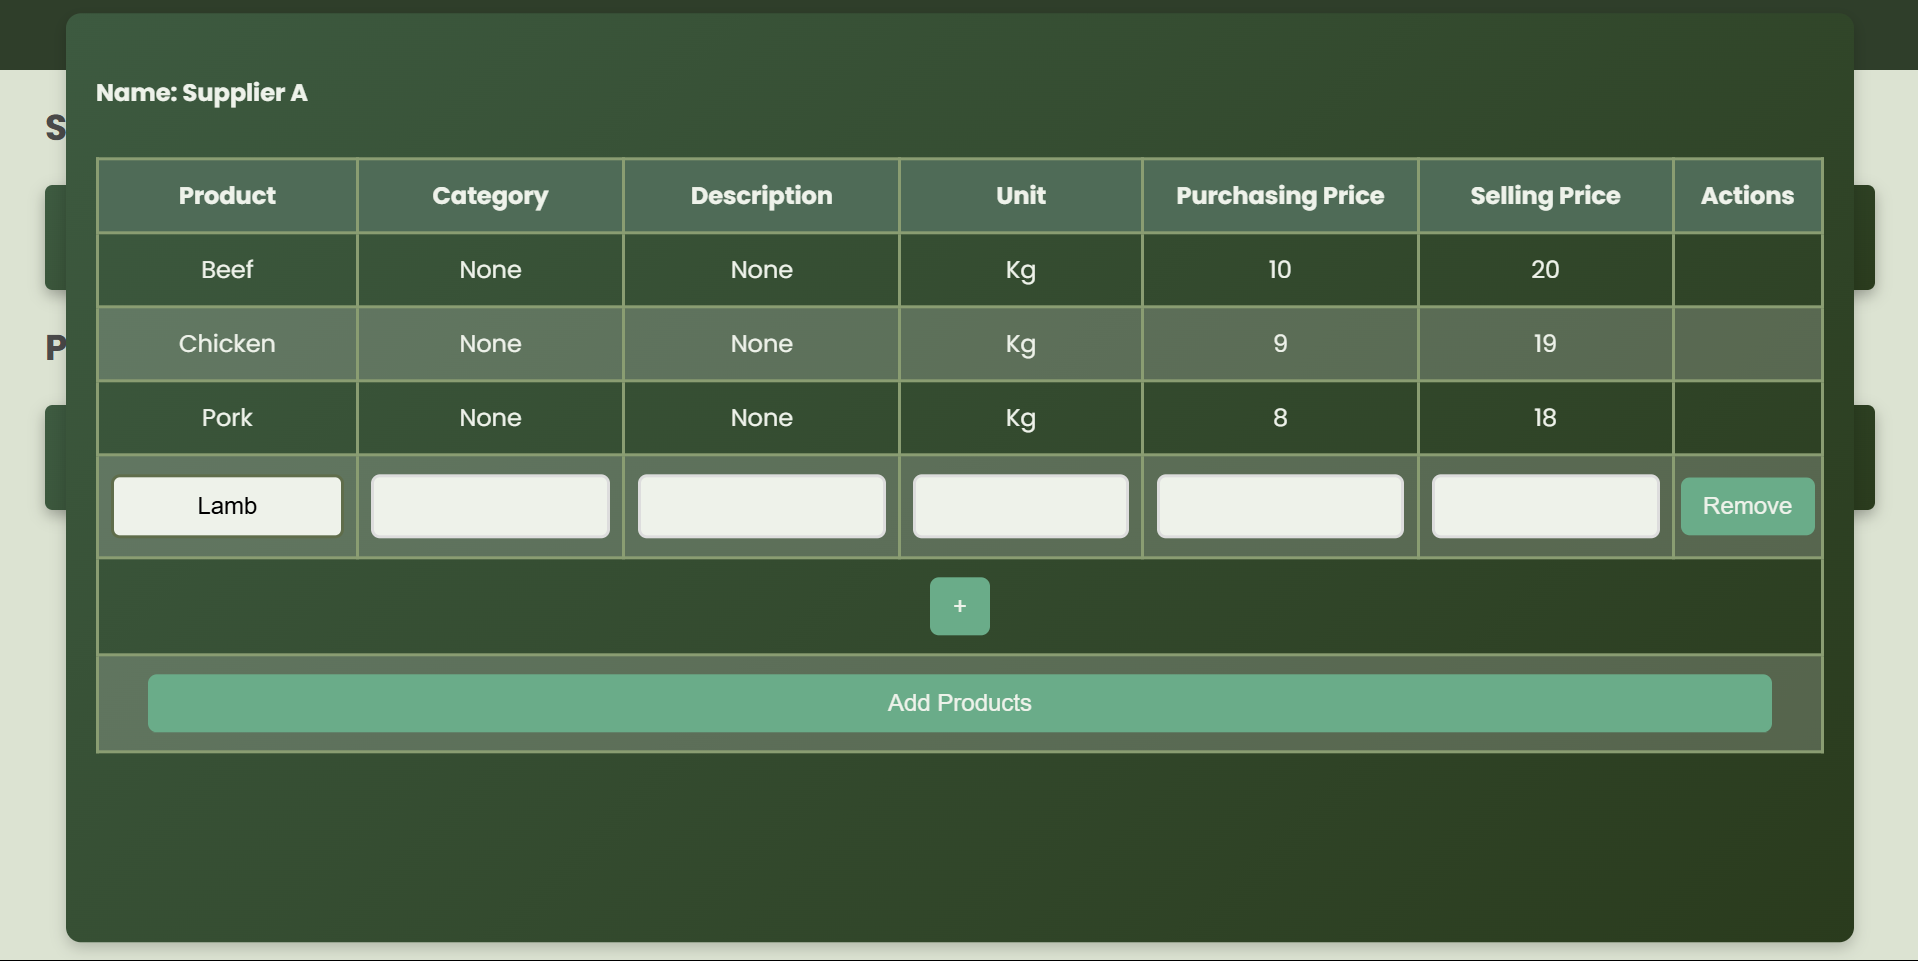 Name: Supplier A
S
Product Category Description Unit Purchasing Price Selling Price Actions
Beef None None Kg 10 20
Chicken None None Kg 9 19
P
Pork None None Kg 8 18
Lamb Remove
+
Add Products